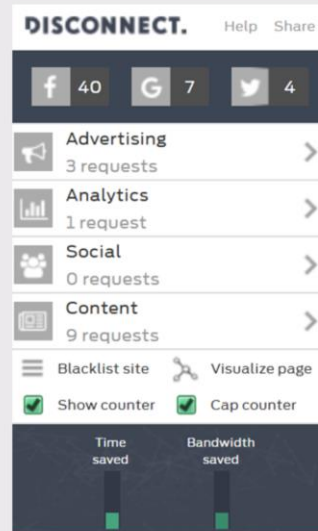 DISCONNECT. Help Share
f 40 G 7 4
Advertising
3 requests
Analytics
1 request
Social
0 requests
Content
9 requests
Blacklist site Visualize page
Show counter Cap counter
Time saved Bandwidth saved